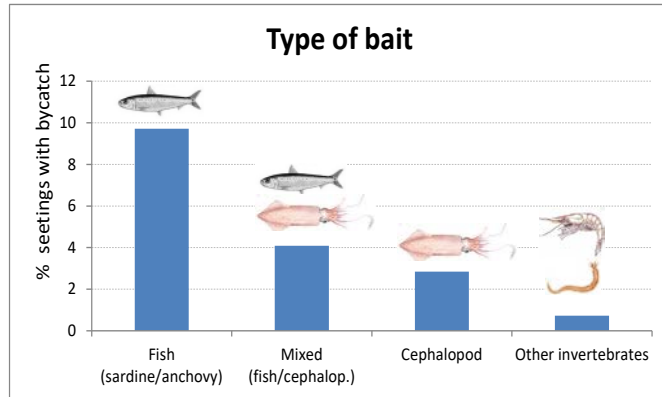 Type of bait
% seetings with bycatch
12
10
8
6
4
2
0
Fish
(sardine/anchovy)
Mixed
(fish/cephalop.)
Cephalopod
Other invertebrates